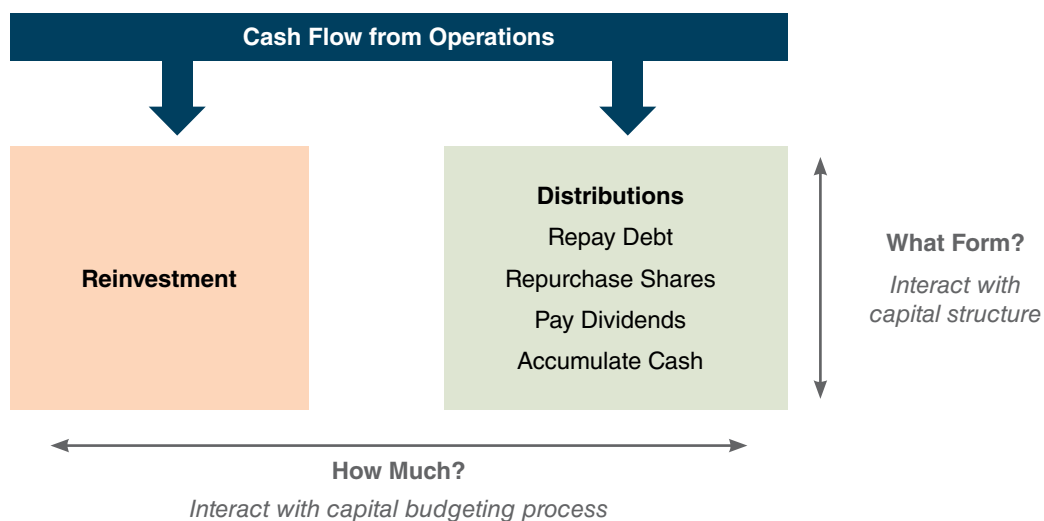 Cash Flow from Operations
Reinvestment
Distributions
Repay Debt
Repurchase Shares
Pay Dividends
Accumulate Cash
What Form?
Interact with
capital structure
How Much?
Interact with capital budgeting process